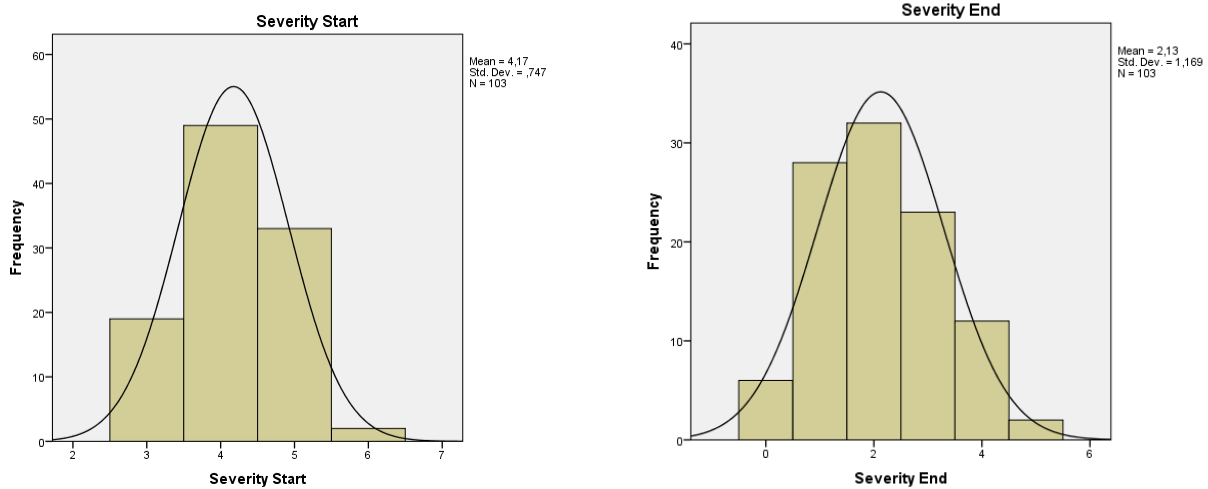 Severity Start
Mean = 4,17
Std. Dev. = ,747
N = 103
60
50
40
30
20
10
0
2 3 4 5 6 7
Frequency
Severity Start
Severity End
Mean = 2,13
Std. Dev. = 1,169
N = 103
40
30
20
10
0
0 2 4 6
Frequency
Severity End